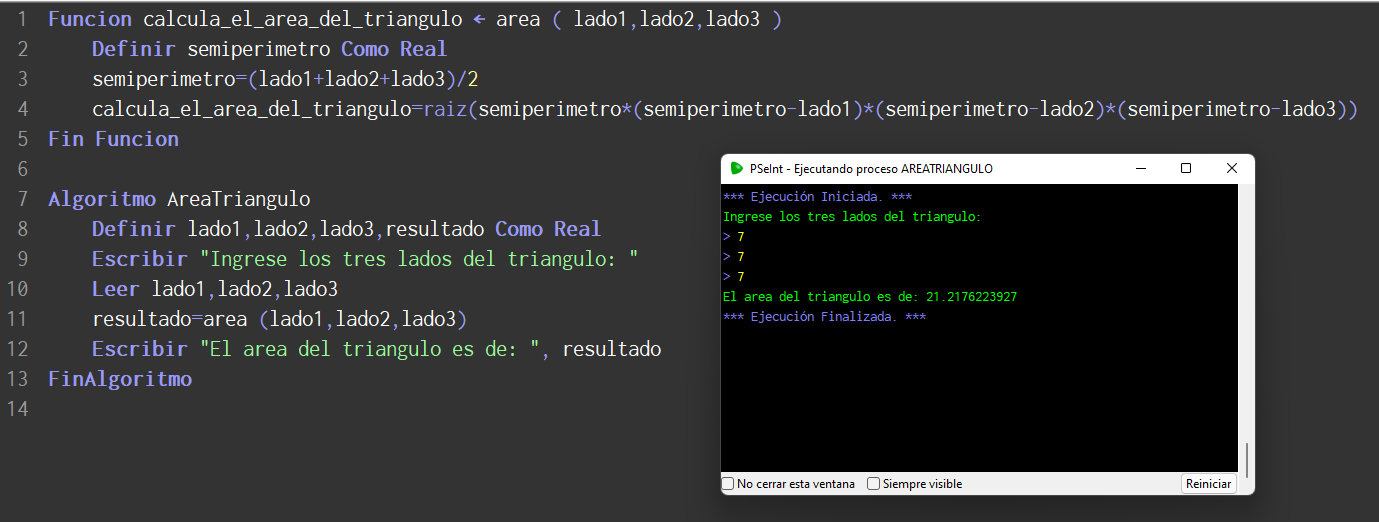 1 Funcion calcula_el_area_del_triangulo ← area ( lado1,lado2,lado3 )
2 Definir semiperimetro Como Real
3 semiperimetro=(lado1+lado2+lado3)/2
4 calcula_el_area_del_triangulo=raiz(semiperimetro*(semiperimetro-lado1)*(semiperimetro-lado2)*(semiperimetro-lado3))
5 Fin Funcion
6
7 Algoritmo AreaTriangulo
8 Definir lado1,lado2,lado3,resultado Como Real
9 Escribir "Ingrese los tres lados del triangulo: "
10 Leer lado1,lado2,lado3
11 resultado=area (lado1,lado2,lado3)
12 Escribir "El area del triangulo es de: ", resultado
13 FinAlgoritmo
14
PSeInt - Ejecutando proceso AREATRIANGULO
*** Ejecución Iniciada. ***
Ingrese los tres lados del triangulo:
> 7
> 7
> 7
El area del triangulo es de: 21.2176223927
*** Ejecución Finalizada. ***
No cerrar esta ventana Siempre visible Reiniciar